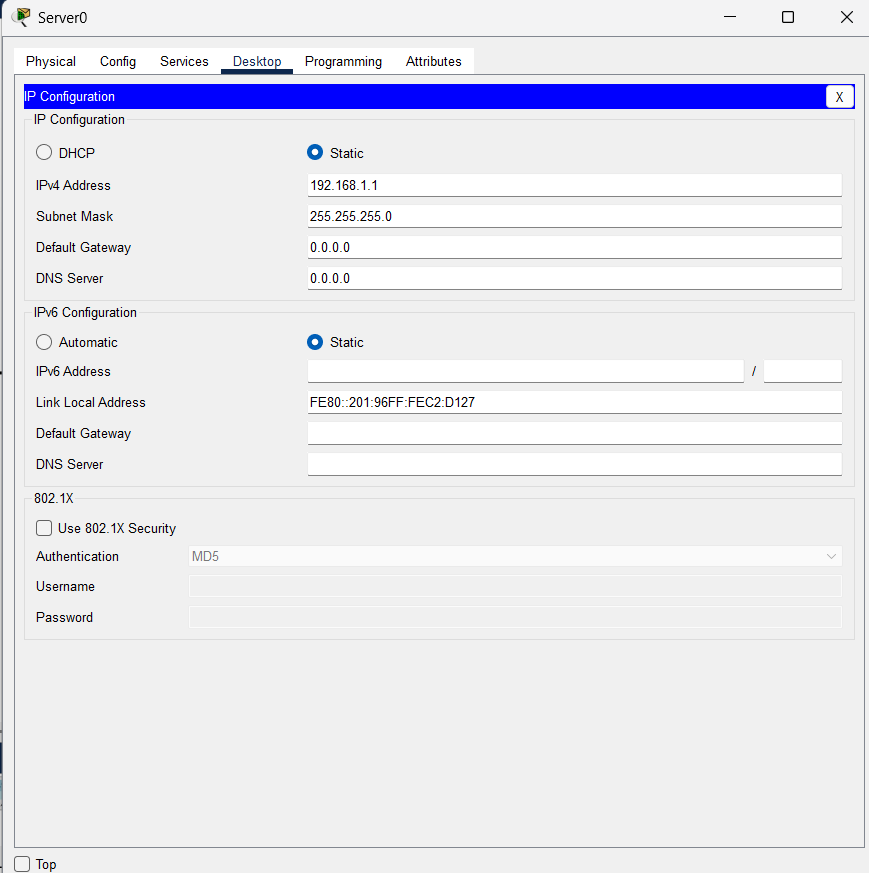 Server0
Physical Config Services Desktop Programming Attributes
IP Configuration X
IP Configuration
DHCP Static
IPv4 Address 192.168.1.1
Subnet Mask 255.255.255.0
Default Gateway 0.0.0.0
DNS Server 0.0.0.0
IPv6 Configuration
Automatic Static
IPv6 Address /
Link Local Address FE80::201:96FF:FEC2:D127
Default Gateway
DNS Server
802.1X
Use 802.1X Security
Authentication MD5
Username
Password
Top